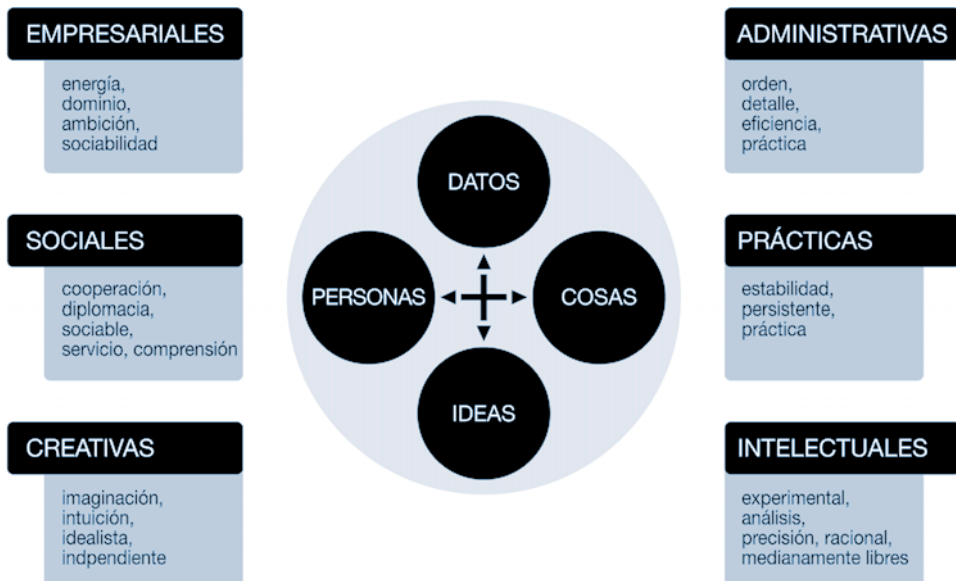 EMPRESARIALES
energía,
dominio,
ambición,
sociabilidad
SOCIALES
cooperación,
diplomacia,
sociable,
servicio, comprensión
CREATIVAS
imaginación,
intuición,
idealista,
indpendiente
DATOS
PERSONAS
COSAS
IDEAS
ADMINISTRATIVAS
orden,
detalle,
eficiencia,
práctica
PRÁCTICAS
estabilidad,
persistente,
práctica
INTELECTUALES
experimental,
análisis,
precisión, racional,
medianamente libres